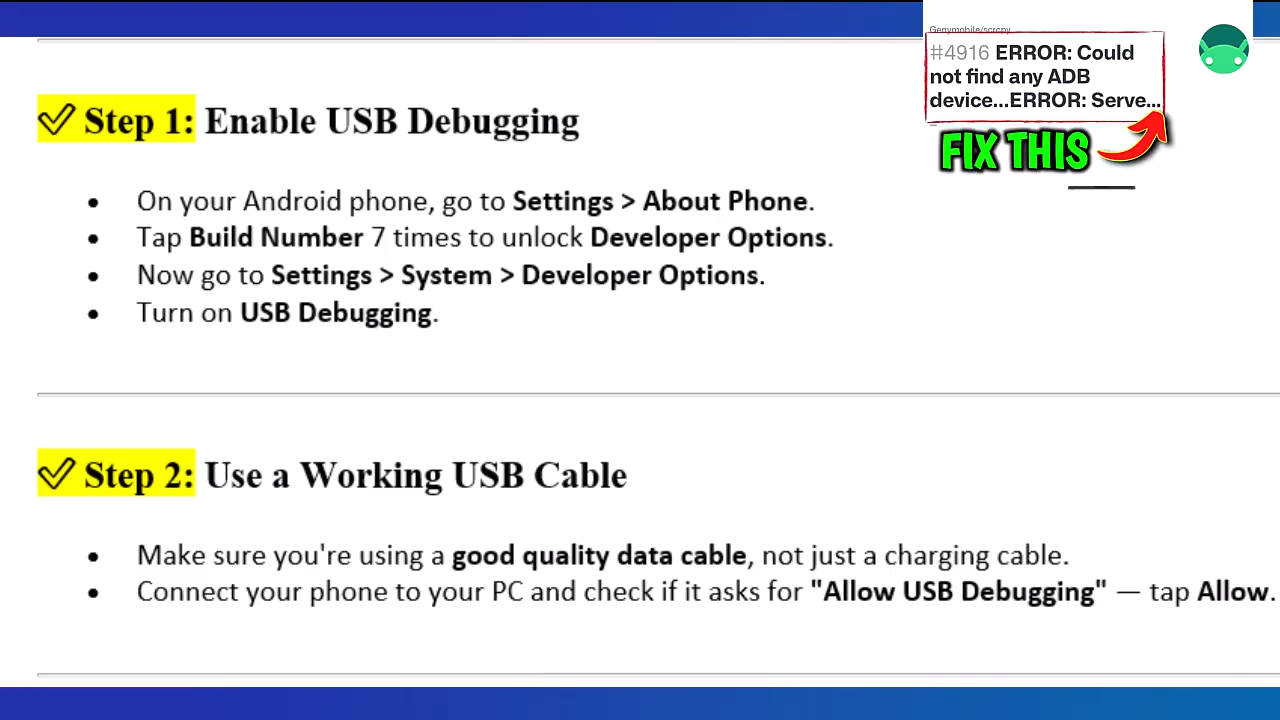 Genymobile/scrcpy
#4916 ERROR: Could
not find any ADB
device...ERROR: Serve...
FIX THIS
Step 1: Enable USB Debugging
• On your Android phone, go to Settings > About Phone.
• Tap Build Number 7 times to unlock Developer Options.
• Now go to Settings > System > Developer Options.
• Turn on USB Debugging.
Step 2: Use a Working USB Cable
• Make sure you're using a good quality data cable, not just a charging cable.
• Connect your phone to your PC and check if it asks for "Allow USB Debugging" — tap Allow.